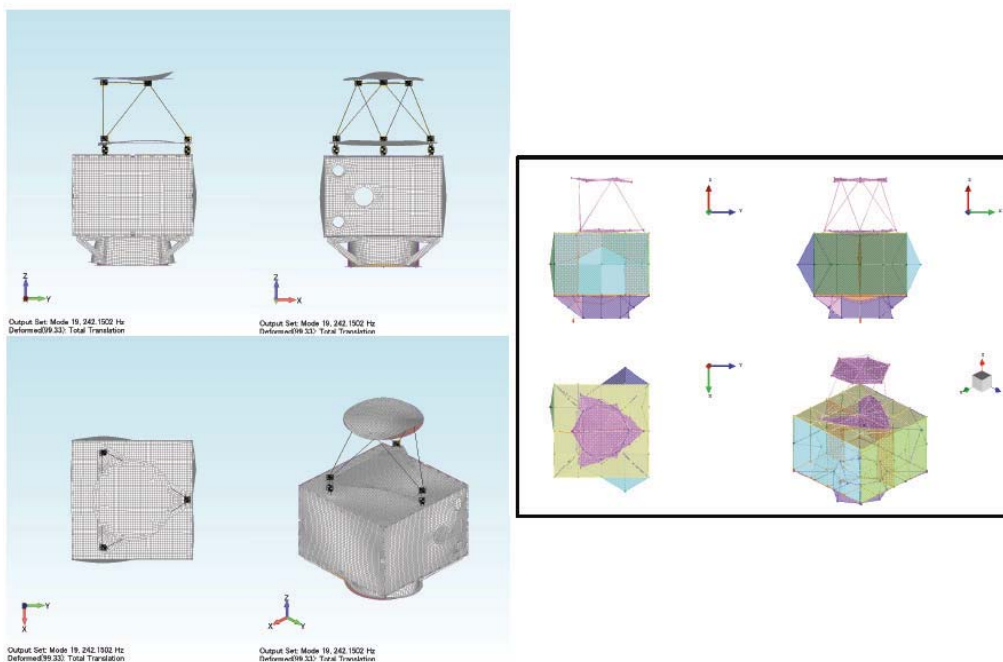 Z
Y
Z
X
Output Set: Mode 19, 242.1502 Hz
Deformed(99.33): Total Translation
Output Set: Mode 19, 242.1502 Hz
Deformed(99.33): Total Translation
Y
X
Z
X
Y
Output Set: Mode 19, 242.1502 Hz
Deformed(99.33): Total Translation
Output Set: Mode 19, 242.1502 Hz
Deformed(99.33): Total Translation
Y
Y